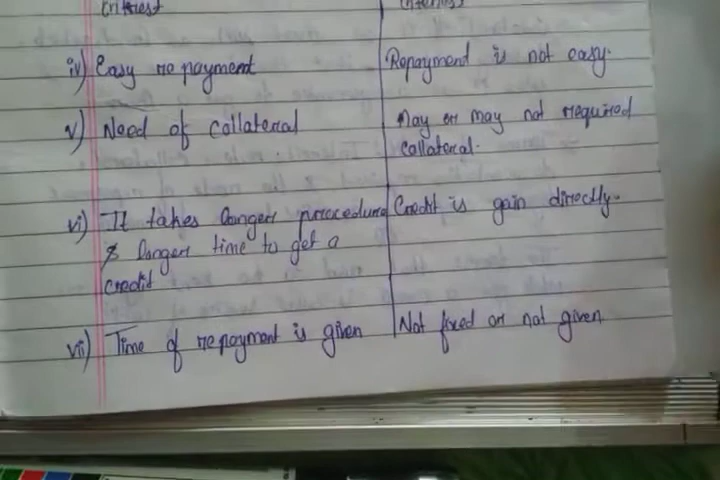 iv) Easy repayment
Repayment is not easy.
v) Need of collateral
May or may not required
collateral.
vi) It takes longer procedure
& longer time to get a
credit
Credit is gain directly.
vii) Time of repayment is given
Not fixed or not given